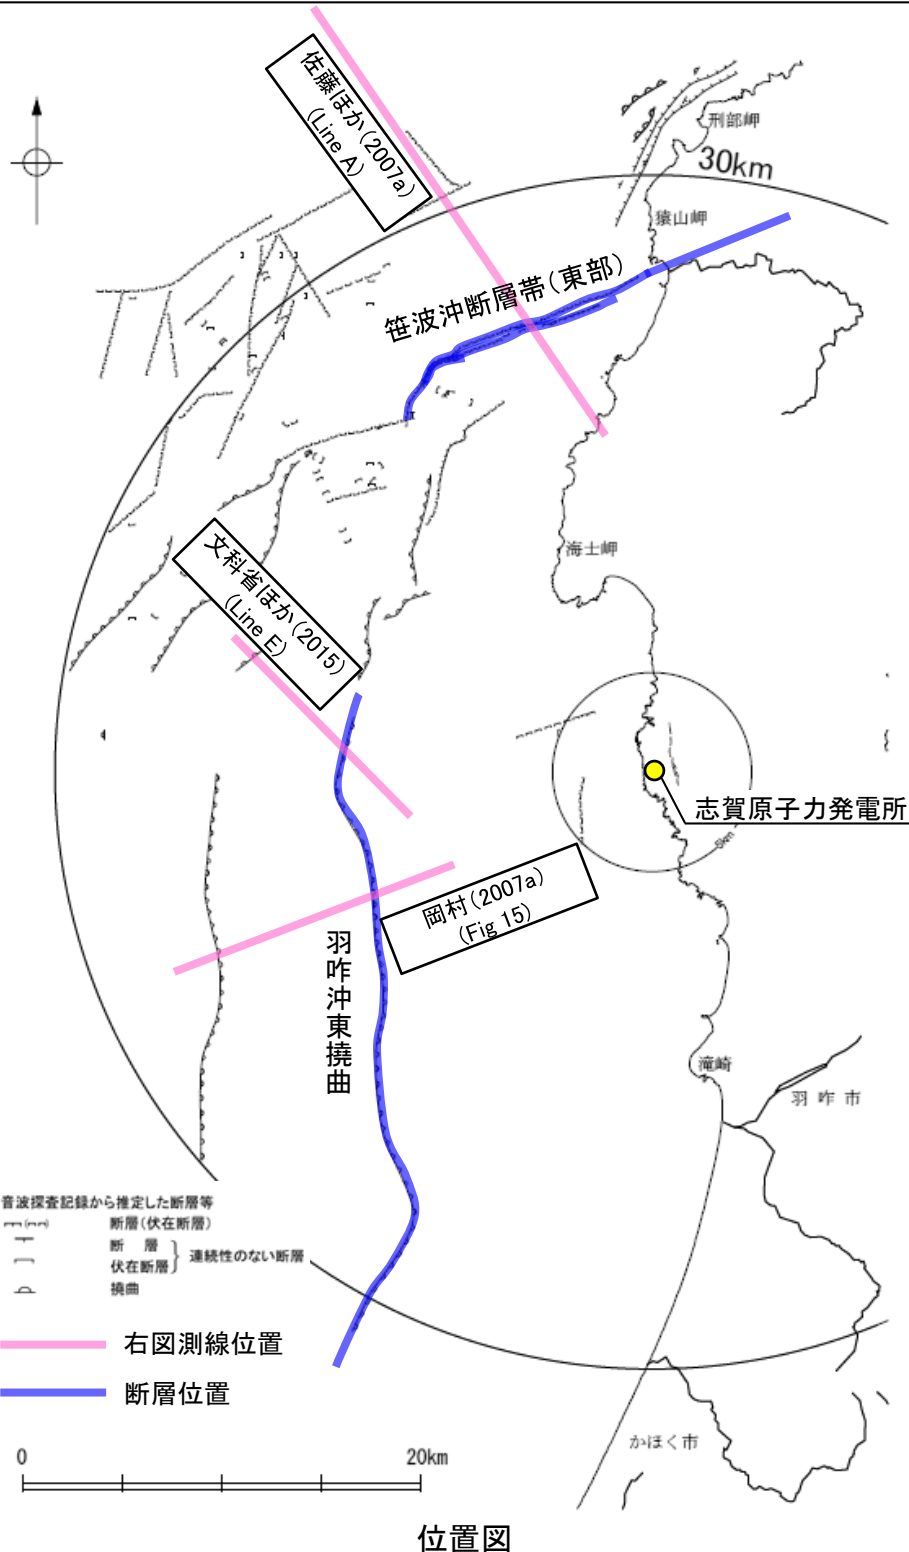 佐藤ほか(2007a)
(Line A)
刑部岬
30km
猿山岬
笹波沖断層帯(東部)
海士岬
文科省ほか(2015)
(Line E)
志賀原子力発電所
5km
岡村(2007a)
(Fig 15)
羽咋沖東撓曲
滝崎
羽咋市
音波探査記録から推定した断層等
断層(伏在断層)
断層
伏在断層
連続性のない断層
撓曲
右図測線位置
断層位置
かほく市
0 20km
位置図